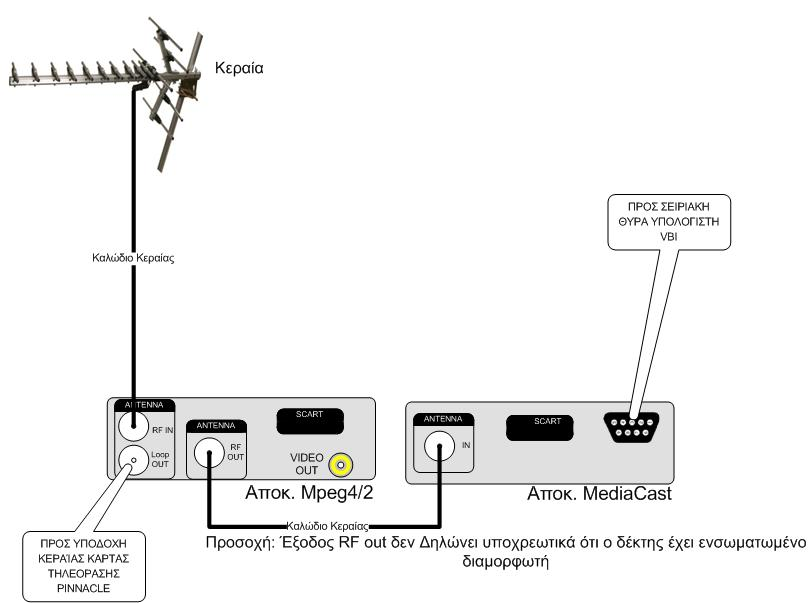 Κεραία
ΠΡΟΣ ΣΕΙΡΙΑΚΗ
ΘΥΡΑ ΥΠΟΛΟΓΙΣΤΗ
VBI
Καλώδιο Κεραίας
ANTENNA
RF IN
Loop
OUT
ANTENNA
RF
OUT
SCART
VIDEO
OUT
Αποκ. Mpeg4/2
ANTENNA
IN
SCART
Αποκ. MediaCast
Καλώδιο Κεραίας
ΠΡΟΣ ΥΠΟΔΟΧΗ
ΚΕΡΑΪΑΣ ΚΑΡΤΑΣ
ΤΗΛΕΟΡΑΣΗΣ
PINNACLE
Προσοχή: Έξοδος RF out δεν Δηλώνει υποχρεωτικά ότι ο δέκτης έχει ενσωματωμένο
διαμορφωτή